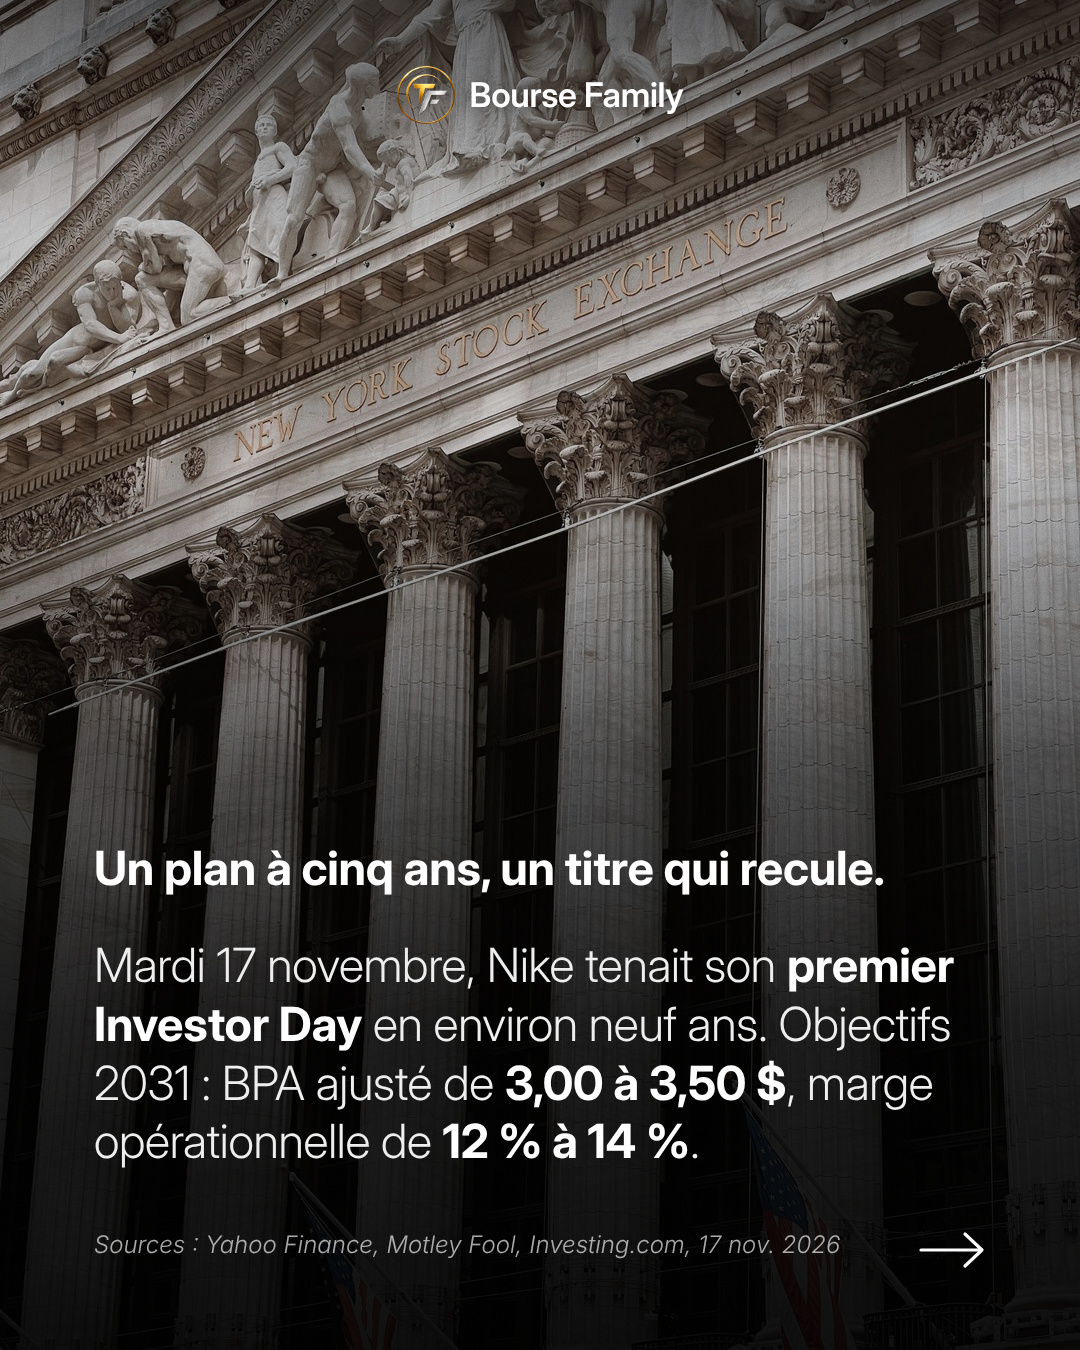 Bourse Family
NEW YORK STOCK EXCHANGE
Un plan à cinq ans, un titre qui recule.
Mardi 17 novembre, Nike tenait son premier
Investor Day en environ neuf ans. Objectifs
2031 : BPA ajusté de 3,00 à 3,50 $, marge
opérationnelle de 12 % à 14 %.
Sources : Yahoo Finance, Motley Fool, Investing.com, 17 nov. 2026